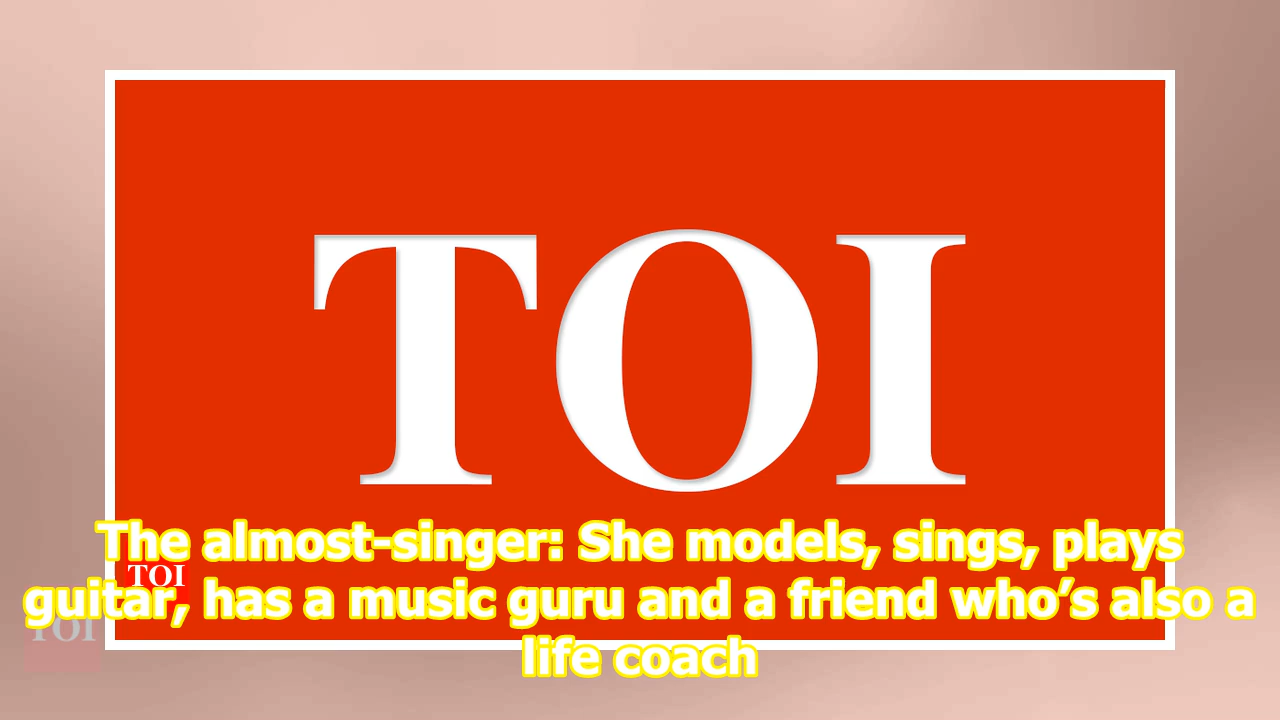 TOI
The almost-singer: She models, sings, plays
TOI
guitar, has a music guru and a friend who’s also a
TOI
life coach